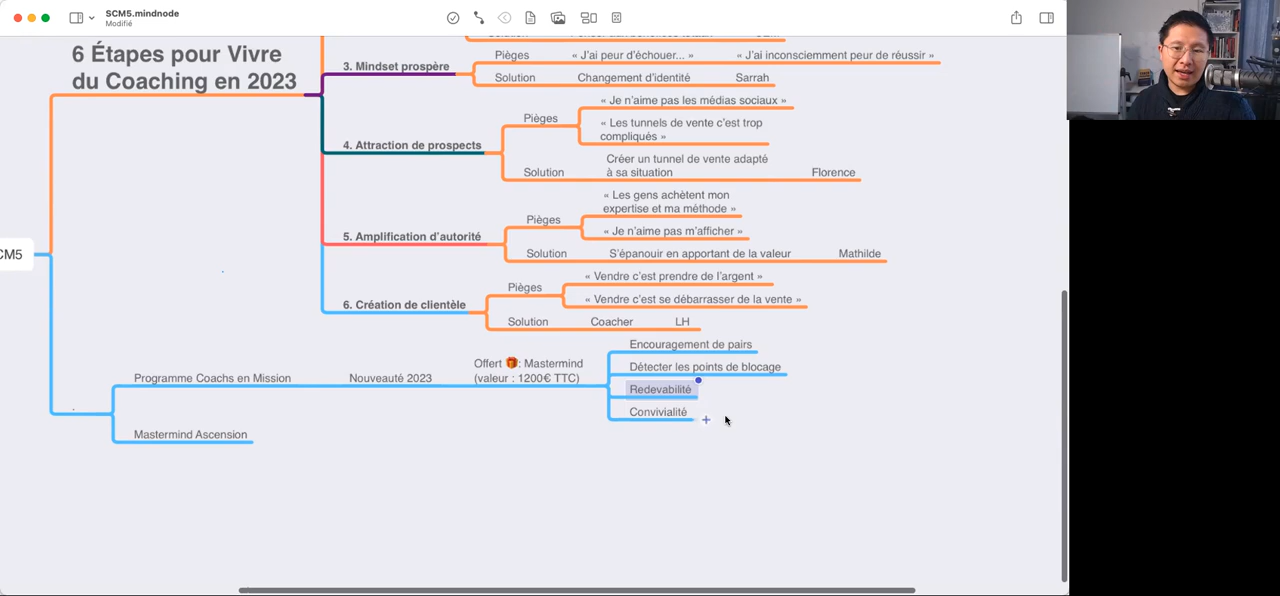 SCM5.mindnode
Modifié
6 Étapes pour Vivre
du Coaching en 2023
3. Mindset prospère
Pièges
« J'ai peur d'échouer... »
« J'ai inconsciemment peur de réussir »
Solution
Changement d'identité
Sarrah
4. Attraction de prospects
Pièges
« Je n'aime pas les médias sociaux »
« Les tunnels de vente c'est trop
compliqués »
Solution
Créer un tunnel de vente adapté
à sa situation
Florence
5. Amplification d'autorité
Pièges
« Les gens achètent mon
expertise et ma méthode »
« Je n'aime pas m'afficher »
Solution
S'épanouir en apportant de la valeur
Mathilde
CM5
6. Création de clientèle
Pièges
« Vendre c'est prendre de l'argent »
« Vendre c'est se débarrasser de la vente »
Solution
Coacher
LH
Programme Coachs en Mission
Nouveauté 2023
Offert 🎁: Mastermind
(valeur : 1200€ TTC)
Encouragement de pairs
Détecter les points de blocage
Redevabilité
Convivialité
Mastermind Ascension